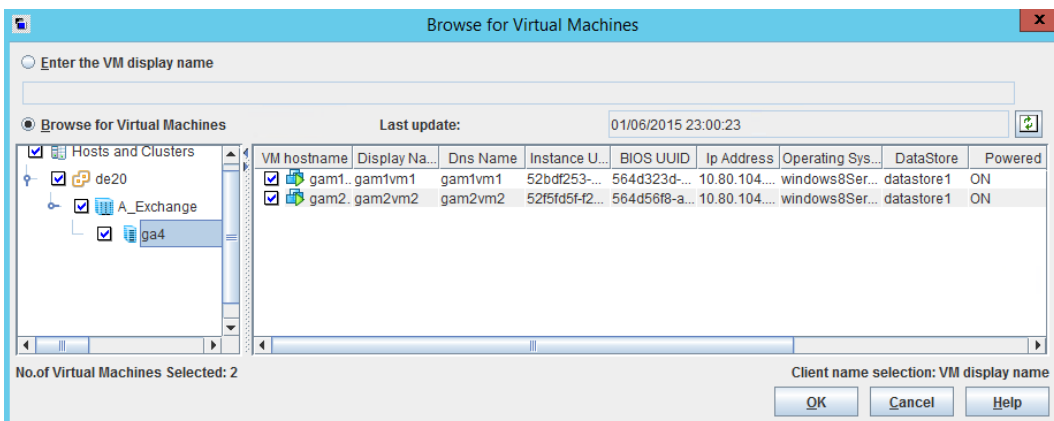 Browse for Virtual Machines
x
Enter the VM display name
Browse for Virtual Machines Last update: 01/06/2015 23:00:23
Hosts and Clusters
de20
A_Exchange
ga4
VM hostname Display Na... Dns Name Instance U... BIOS UUID Ip Address Operating Sys... DataStore Powered
gam1.. gam1vm1 gam1vm1 52bdf253-... 564d323d-... 10.80.104.... windows8Ser... datastore1 ON
gam2. gam2vm2 gam2vm2 52f5fd5f-f2... 564d56f8-a... 10.80.104.... windows8Ser... datastore1 ON
No.of Virtual Machines Selected: 2 Client name selection: VM display name
OK Cancel Help